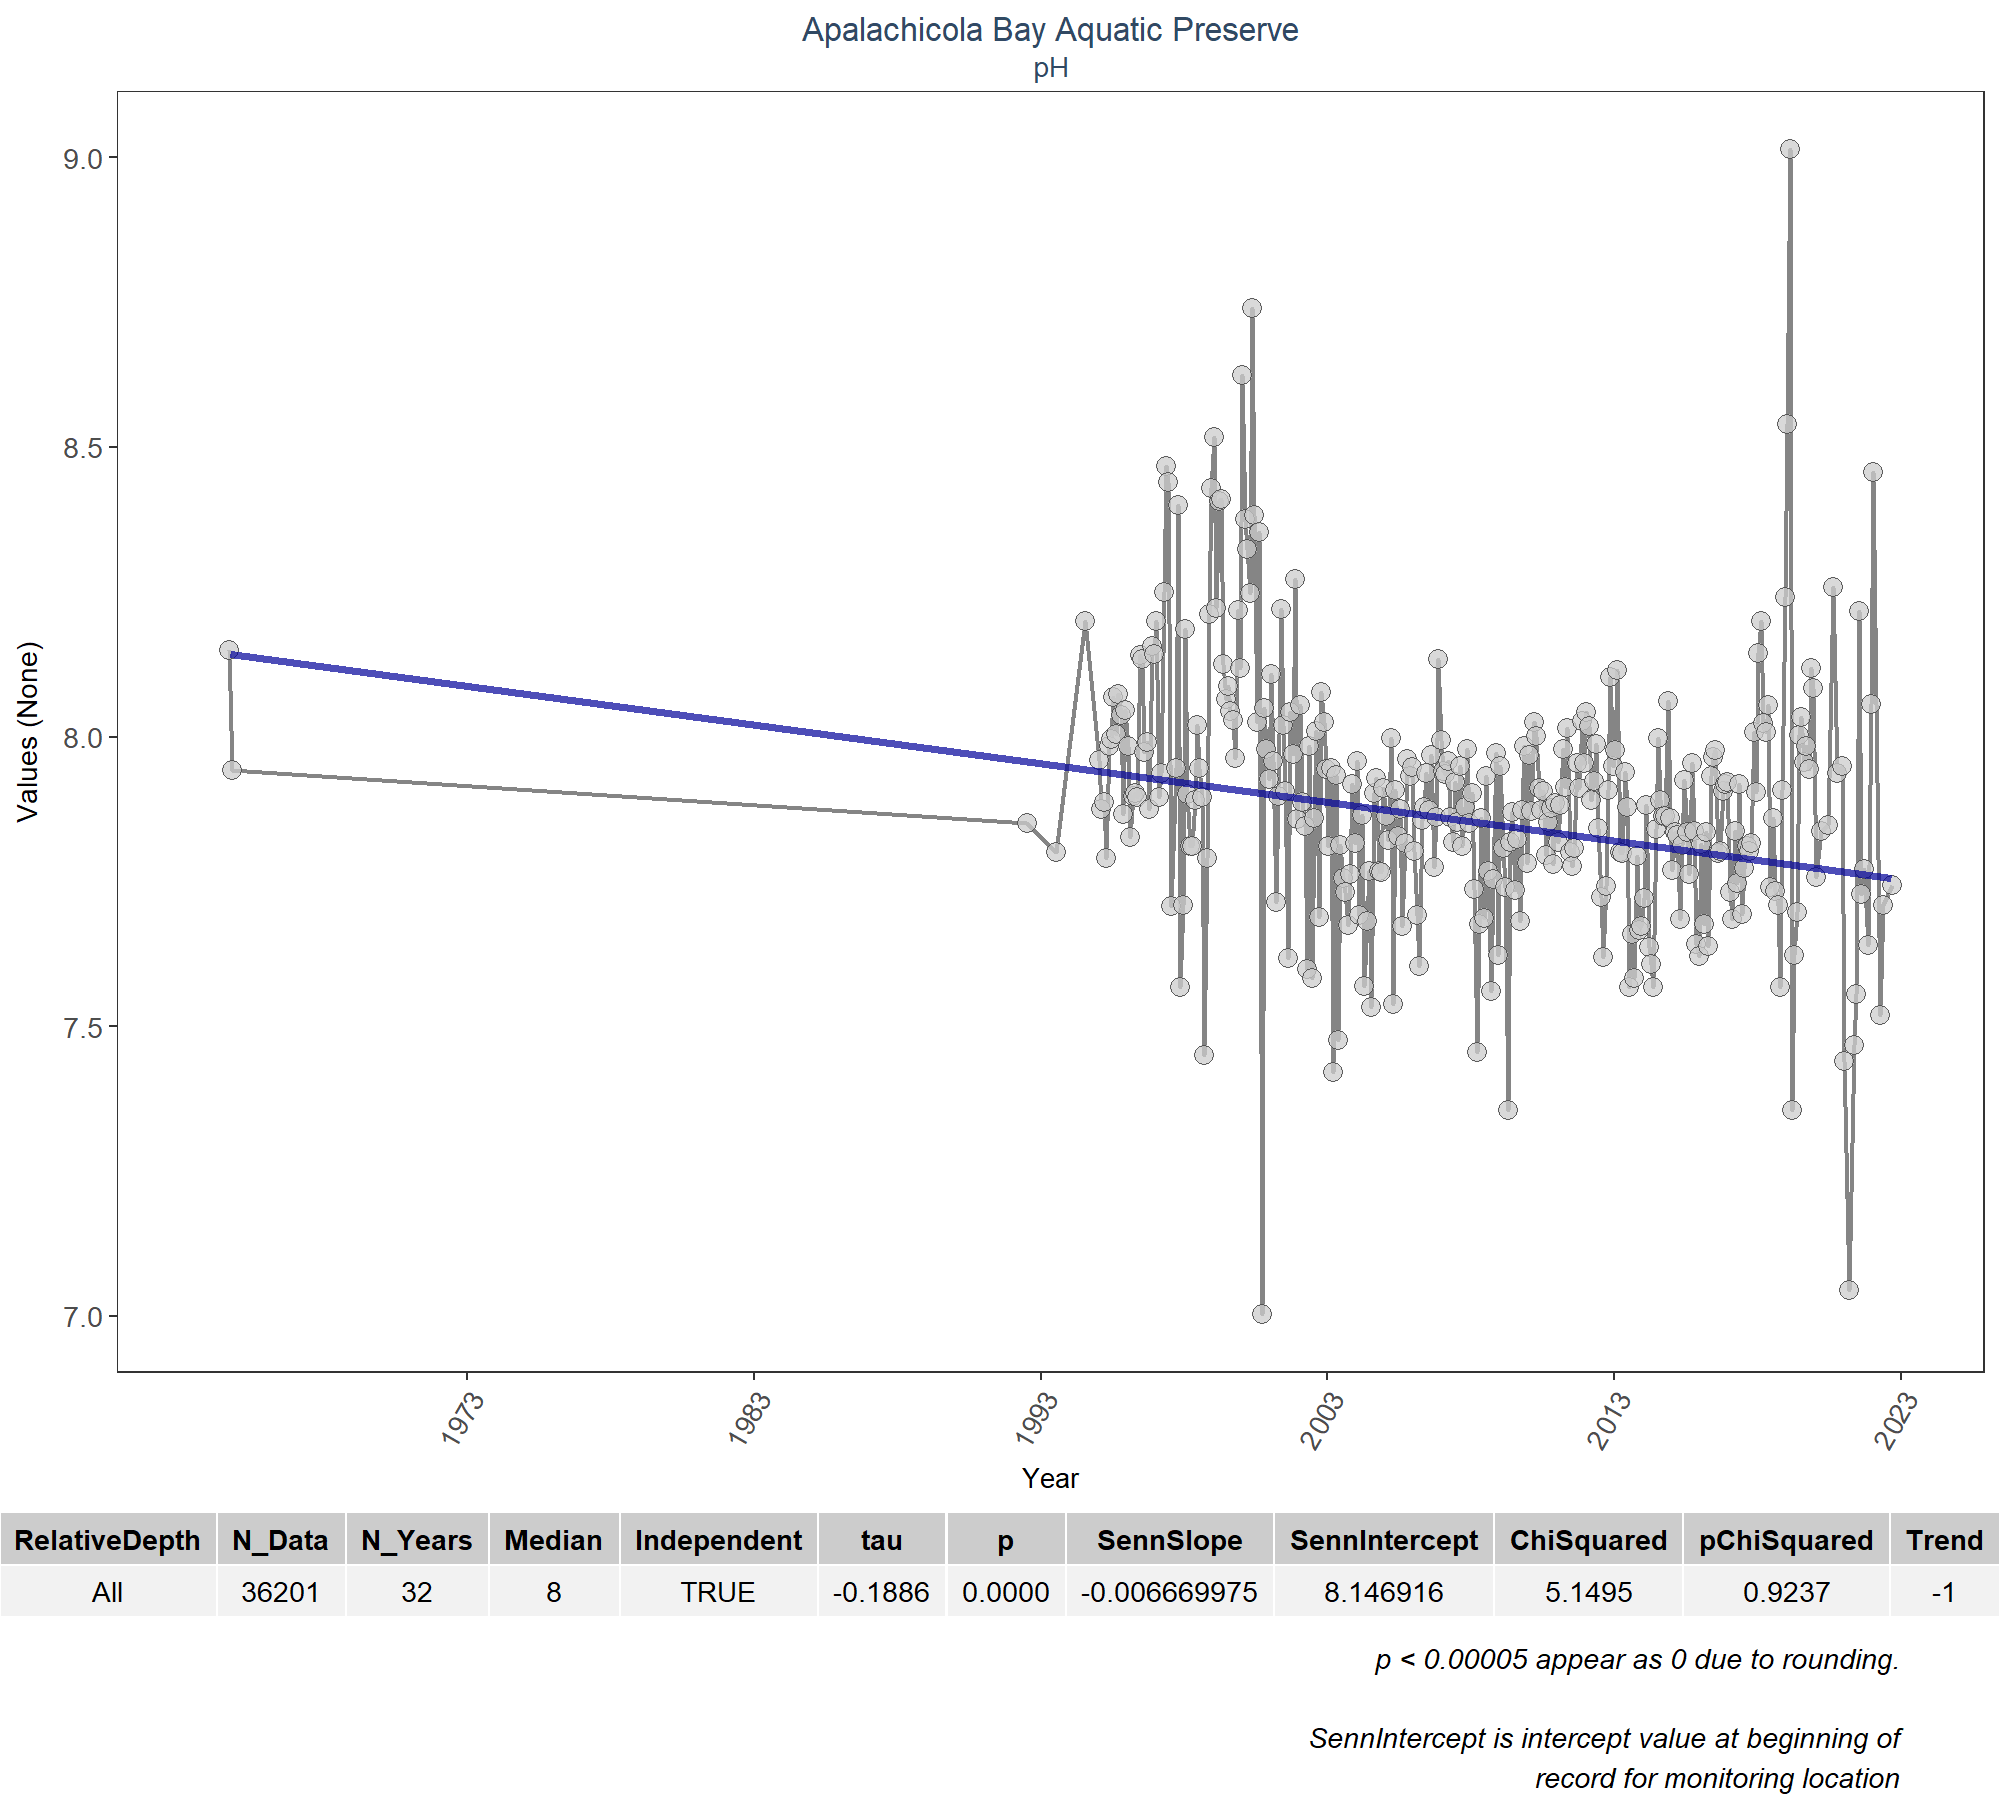 Apalachicola Bay Aquatic Preserve
pH
9.0
8.5
8.0
7.5
7.0
Values (None)
1973
1983
1993
2003
2013
2023
Year
RelativeDepth N_Data N_Years Median Independent tau p SennSlope SennIntercept ChiSquared pChiSquared Trend
All 36201 32 8 TRUE -0.1886 0.0000 -0.006669975 8.146916 5.1495 0.9237 -1
p < 0.00005 appear as 0 due to rounding.
SennIntercept is intercept value at beginning of
record for monitoring location